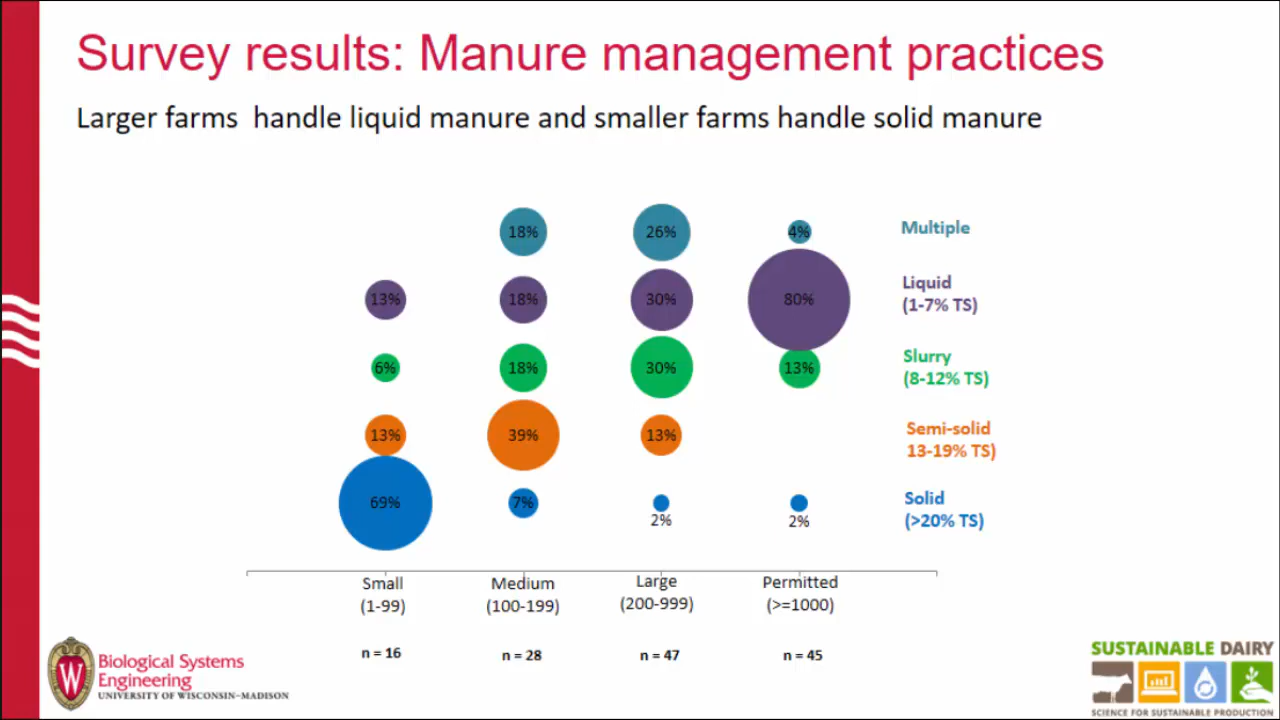 Survey results: Manure management practices
Larger farms  handle liquid manure and smaller farms handle solid manure
18% 26% 4% Multiple
13% 18% 30% 80% Liquid
(1-7% TS)
6% 18% 30% 13% Slurry
(8-12% TS)
13% 39% 13% Semi-solid
13-19% TS)
69% 7% 2% 2% Solid
(>20% TS)
Small Medium Large Permitted
(1-99) (100-199) (200-999) (>=1000)
n = 16 n = 28 n = 47 n = 45
W
Biological Systems
Engineering
UNIVERSITY OF WISCONSIN–MADISON
SUSTAINABLE DAIRY
SCIENCE FOR SUSTAINABLE PRODUCTION